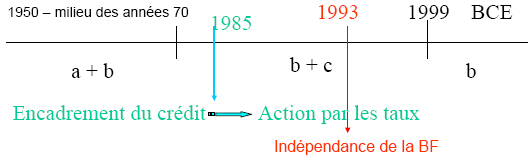 1950 – milieu des années 70 1993 1999 BCE
1985
a + b b + c b
Encadrement du crédit Action par les taux
Indépendance de la BF